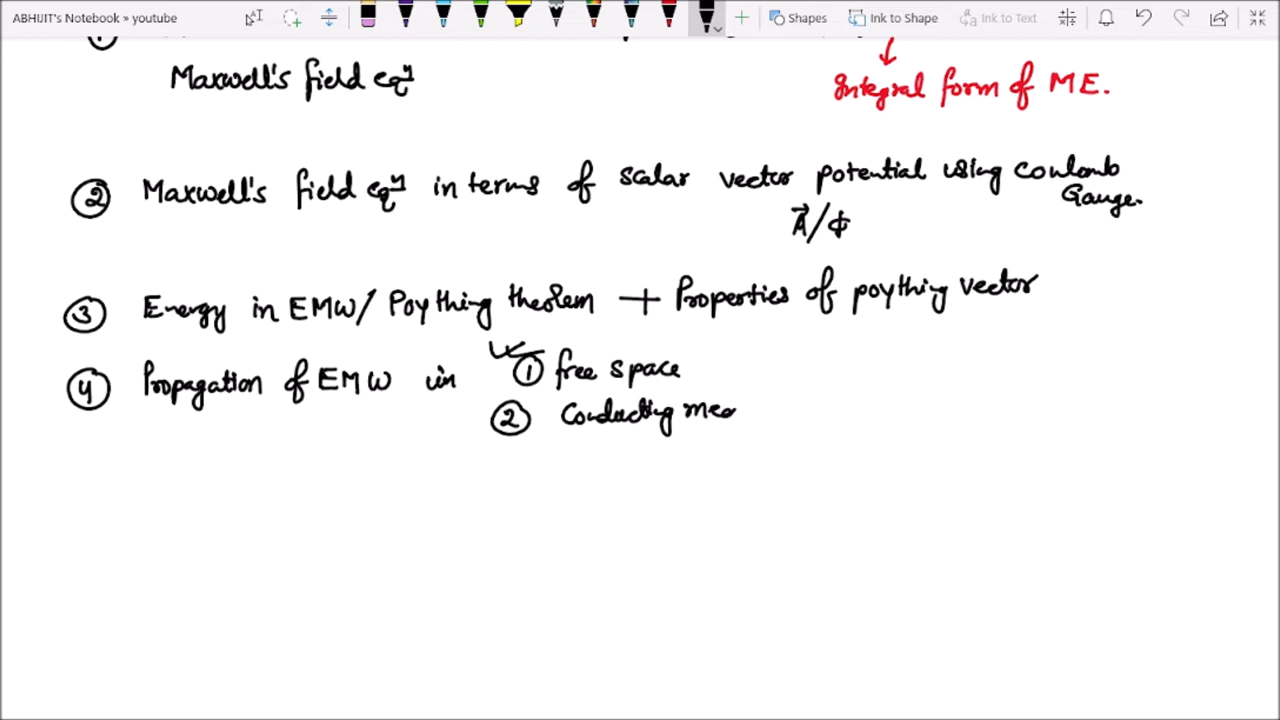 ABHIJIT's Notebook » youtube
Shapes Ink to Shape Ink to Text
Maxwell's field eqn
Integral form of ME.
② Maxwell's field eqn in terms of scalar vector potential using Coulomb
Gauge.
A⃗/Φ
③ Energy in EMW/ Poything theorem + Properties of poything vector
④ Propagation of EMW in ① free space
② Conducting med